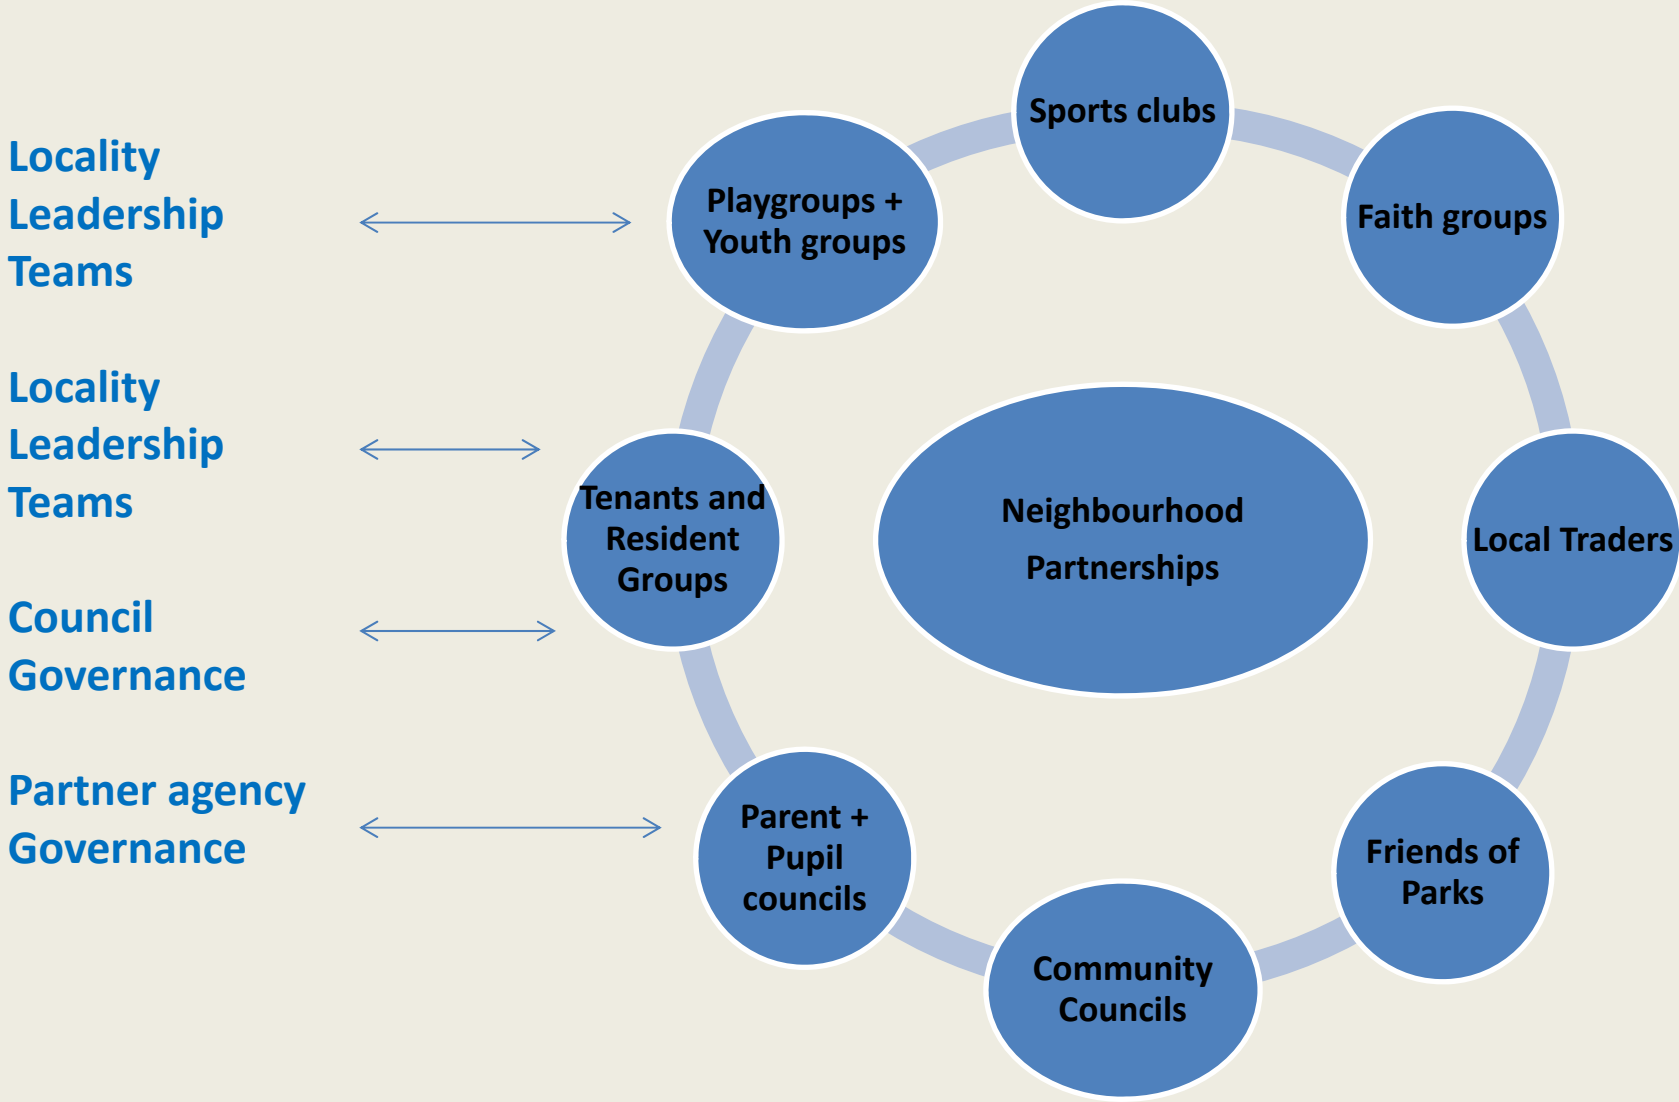 Locality
Leadership
Teams
Locality
Leadership
Teams
Council
Governance
Partner agency
Governance
Sports clubs
Playgroups +
Youth groups
Faith groups
Tenants and
Resident
Groups
Neighbourhood
Partnerships
Local Traders
Parent +
Pupil
councils
Friends of
Parks
Community
Councils